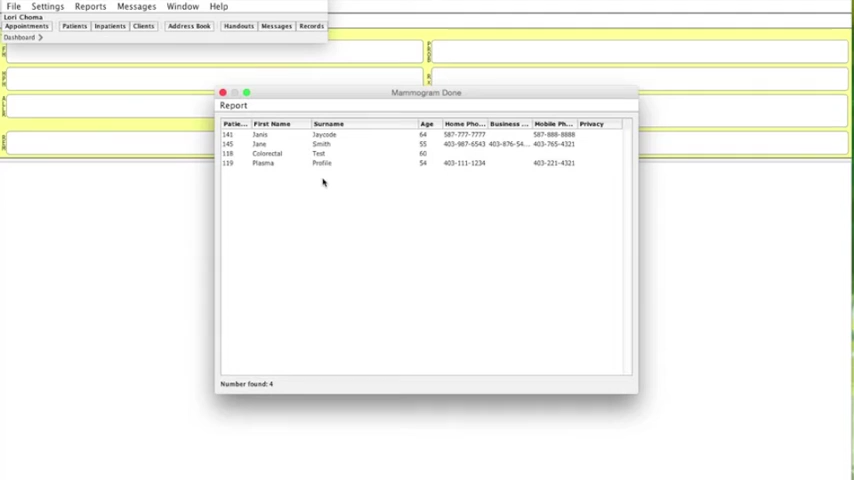 File Settings Reports Messages Window Help
Lori Choma
Appointments Patients Inpatients Clients Address Book Handouts Messages Records
Dashboard >
Mammogram Done
Report
Patie... First Name Surname Age Home Pho... Business ... Mobile Ph... Privacy
141 Janis Jaycode 64 587-777-7777 587-888-8888
145 Jane Smith 55 403-987-6543 403-876-54... 403-765-4321
118 Colorectal Test 60
119 Plasma Profile 54 403-111-1234 403-221-4321
Number found: 4